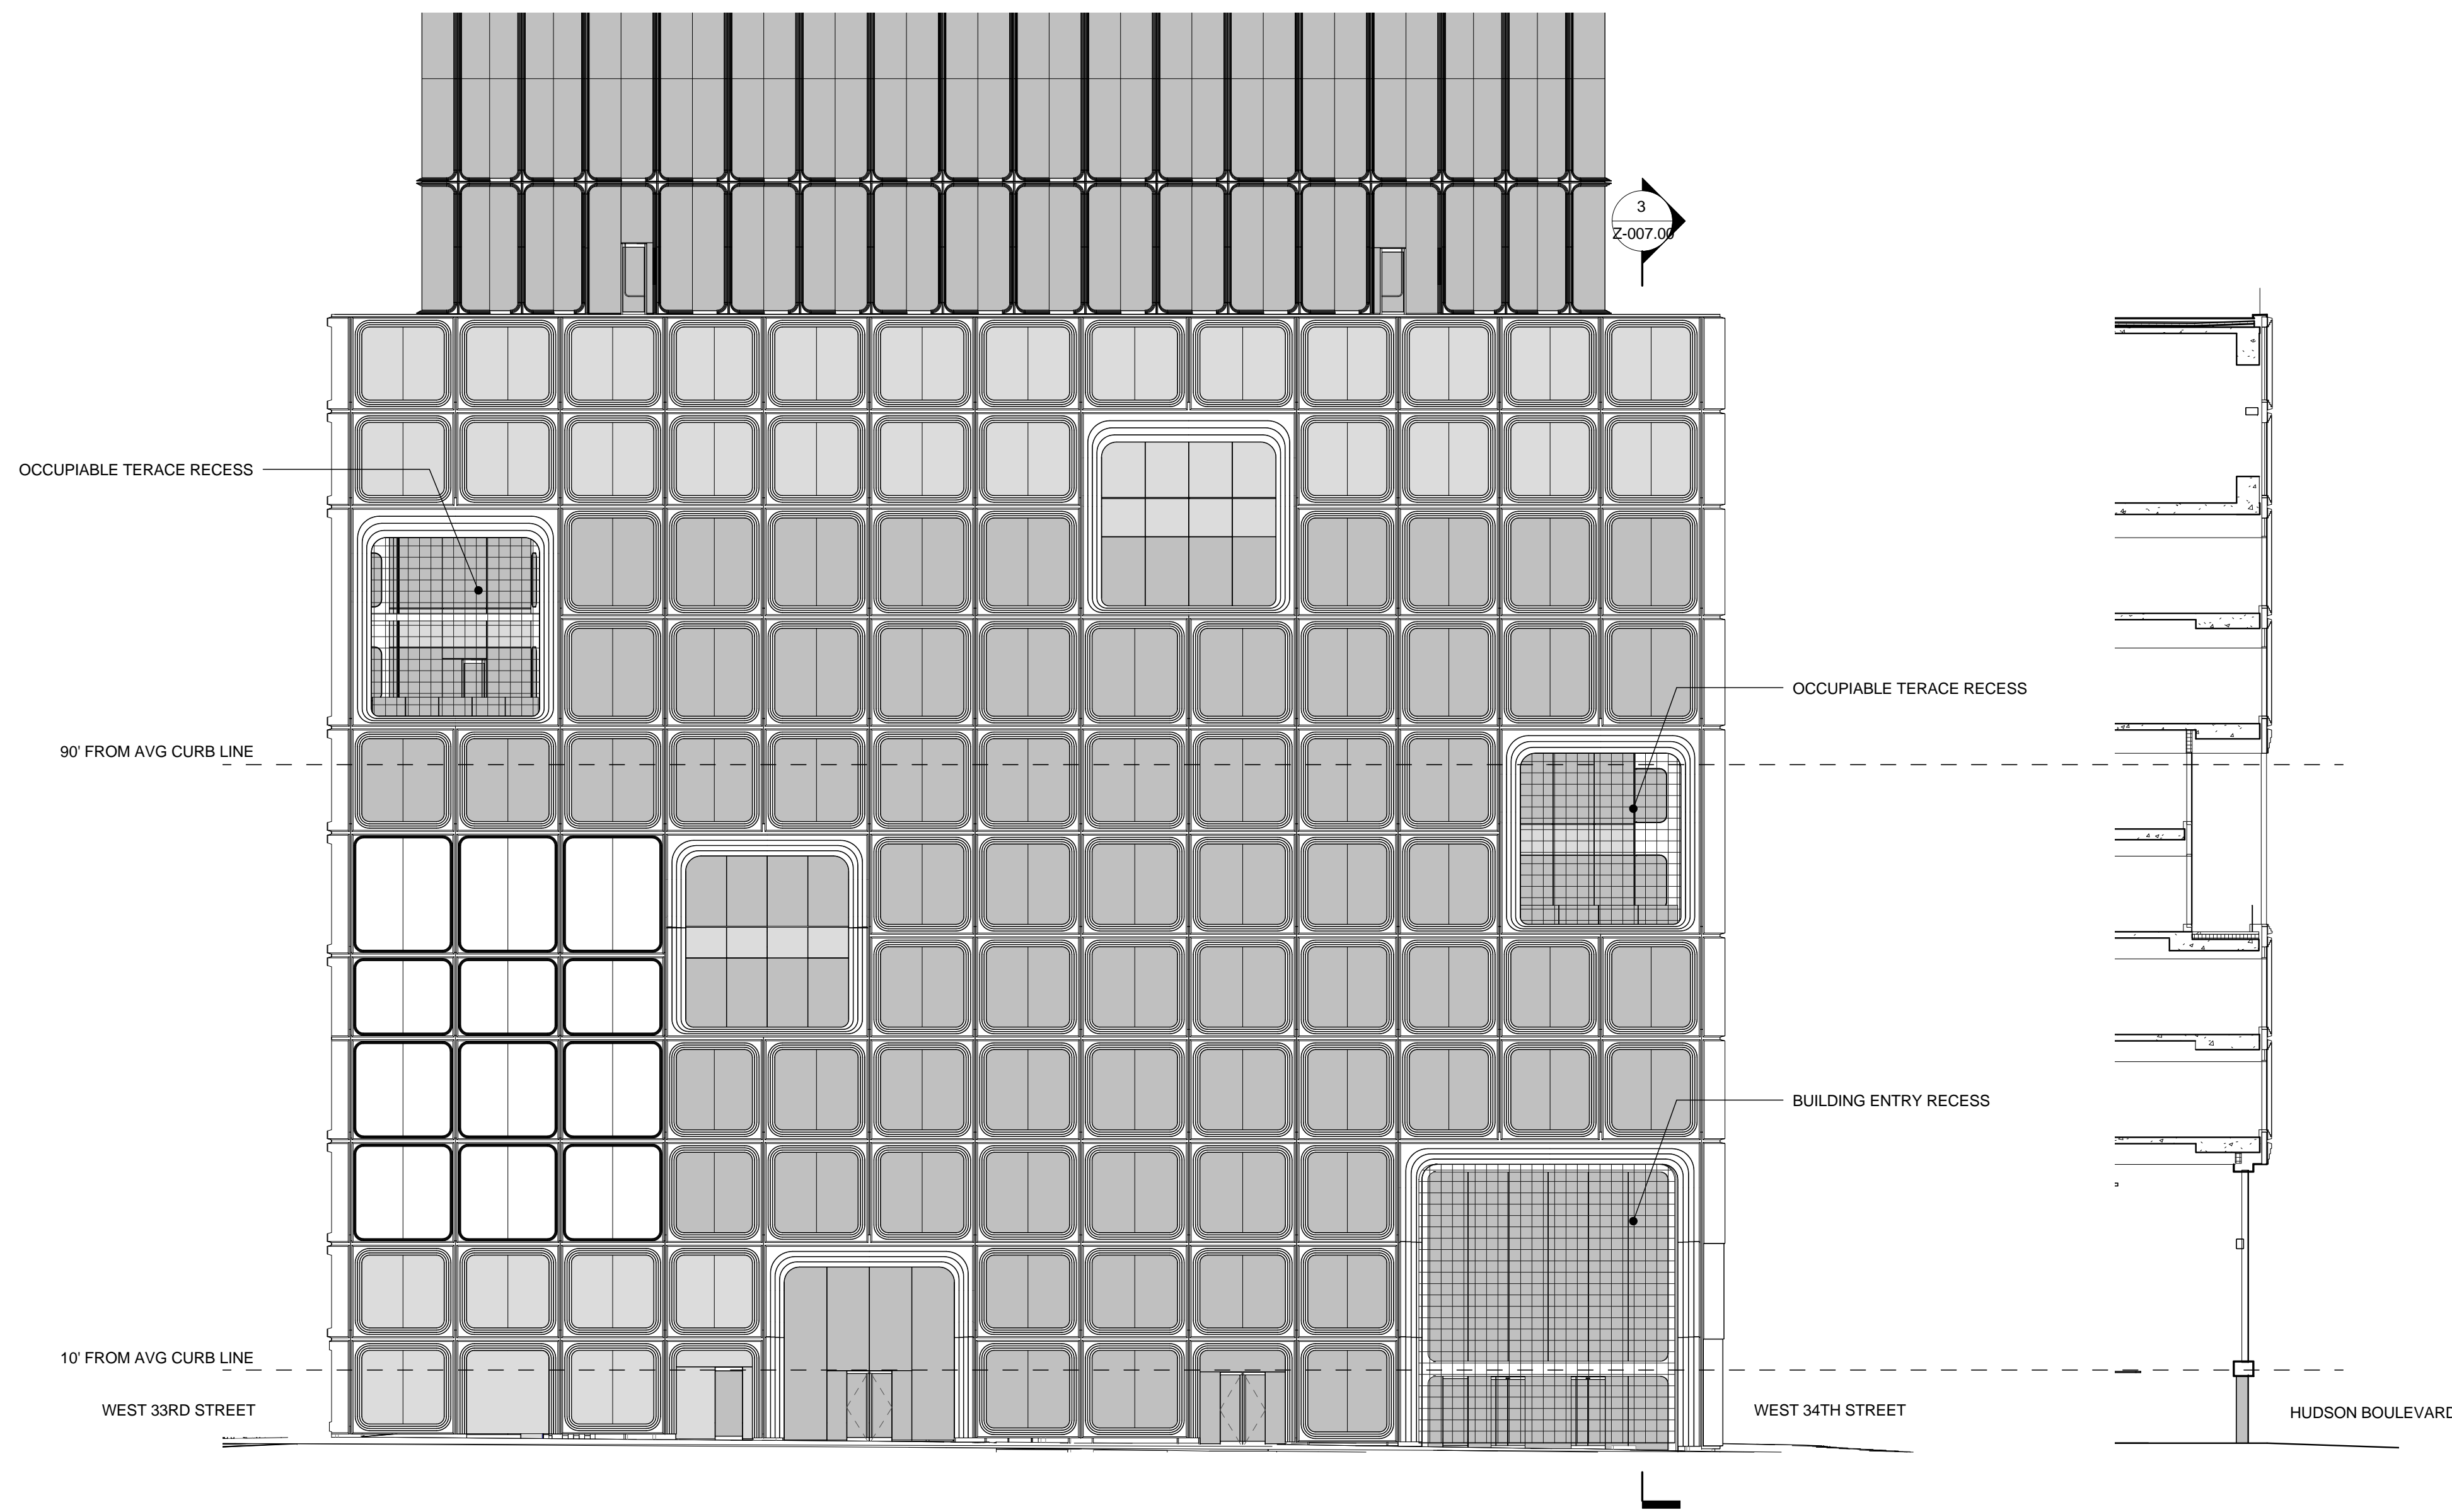 3
Z-007.00
OCCUPIABLE TERACE RECESS
OCCUPIABLE TERACE RECESS
90' FROM AVG CURB LINE
BUILDING ENTRY RECESS
10' FROM AVG CURB LINE
WEST 33RD STREET
WEST 34TH STREET
HUDSON BOULEVARD